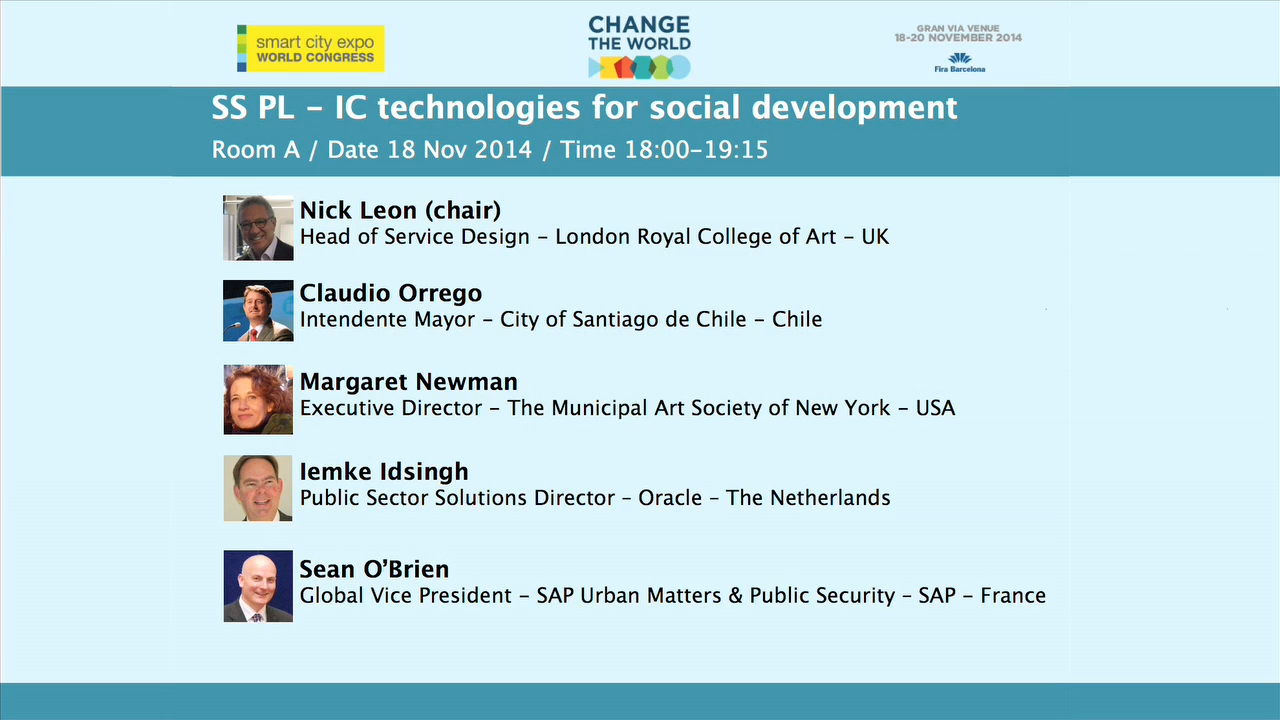 smart city expo
WORLD CONGRESS
CHANGE
THE WORLD
GRAN VIA VENUE
18-20 NOVEMBER 2014
Fira Barcelona
SS PL – IC technologies for social development
Room A / Date 18 Nov 2014 / Time 18:00–19:15
Nick Leon (chair)
Head of Service Design – London Royal College of Art – UK
Claudio Orrego
Intendente Mayor – City of Santiago de Chile – Chile
Margaret Newman
Executive Director – The Municipal Art Society of New York – USA
Iemke Idsingh
Public Sector Solutions Director – Oracle – The Netherlands
Sean O’Brien
Global Vice President – SAP Urban Matters & Public Security – SAP – France